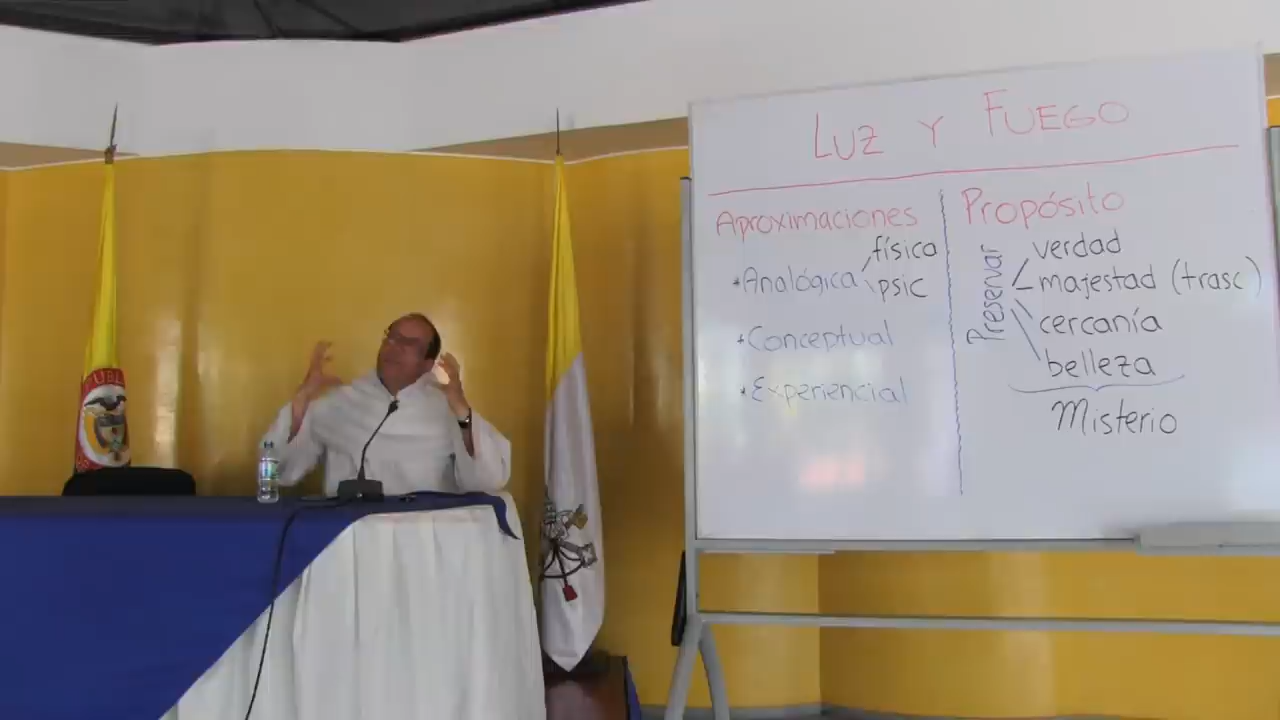 LUZ Y FUEGO
Aproximaciones
*Analógica
física
psic
*Conceptual
*Experiencial
Propósito
Preservar
verdad
majestad (trasc)
cercanía
belleza
Misterio